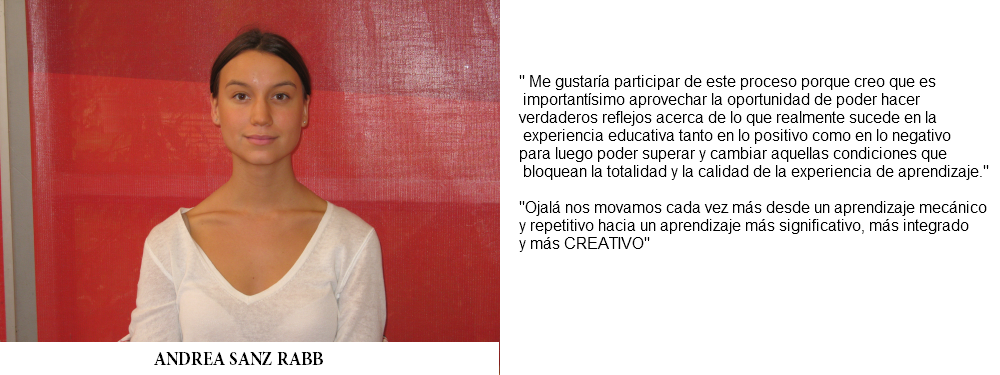 " Me gustaría participar de este proceso porque creo que es
importantísimo aprovechar la oportunidad de poder hacer
verdaderos reflejos acerca de lo que realmente sucede en la
experiencia educativa tanto en lo positivo como en lo negativo
para luego poder superar y cambiar aquellas condiciones que
bloquean la totalidad y la calidad de la experiencia de aprendizaje."
"Ojalá nos movamos cada vez más desde un aprendizaje mecánico
y repetitivo hacia un aprendizaje más significativo, más integrado
y más CREATIVO"
ANDREA SANZ RABB